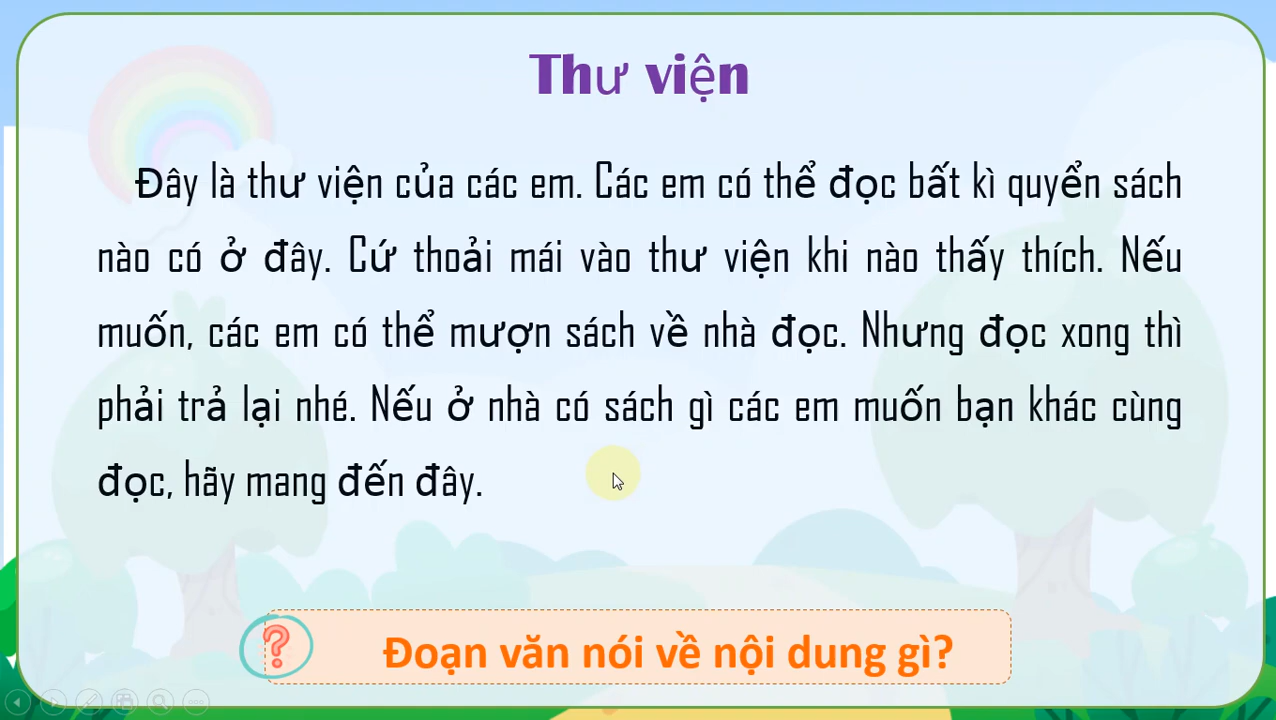 Thư viện
Đây là thư viện của các em. Các em có thể đọc bất kì quyển sách
nào có ở đây. Cứ thoải mái vào thư viện khi nào thấy thích. Nếu
muốn, các em có thể mượn sách về nhà đọc. Nhưng đọc xong thì
phải trả lại nhé. Nếu ở nhà có sách gì các em muốn bạn khác cùng
đọc, hãy mang đến đây.
?
Đoạn văn nói về nội dung gì?